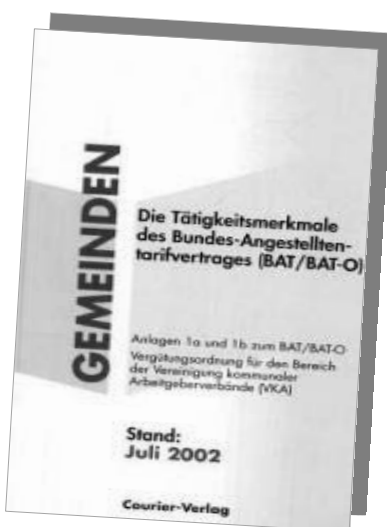 GEMEINDEN
Die Tätigkeitsmerkmale
des Bundes-Angestellten-
tarifvertrages (BAT/BAT-O)
Anlagen 1a und 1b zum BAT/BAT-O
Vergütungsordnung für den Bereich
der Vereinigung kommunaler
Arbeitgeberverbände (VKA)
Stand:
Juli 2002
Courier-Verlag